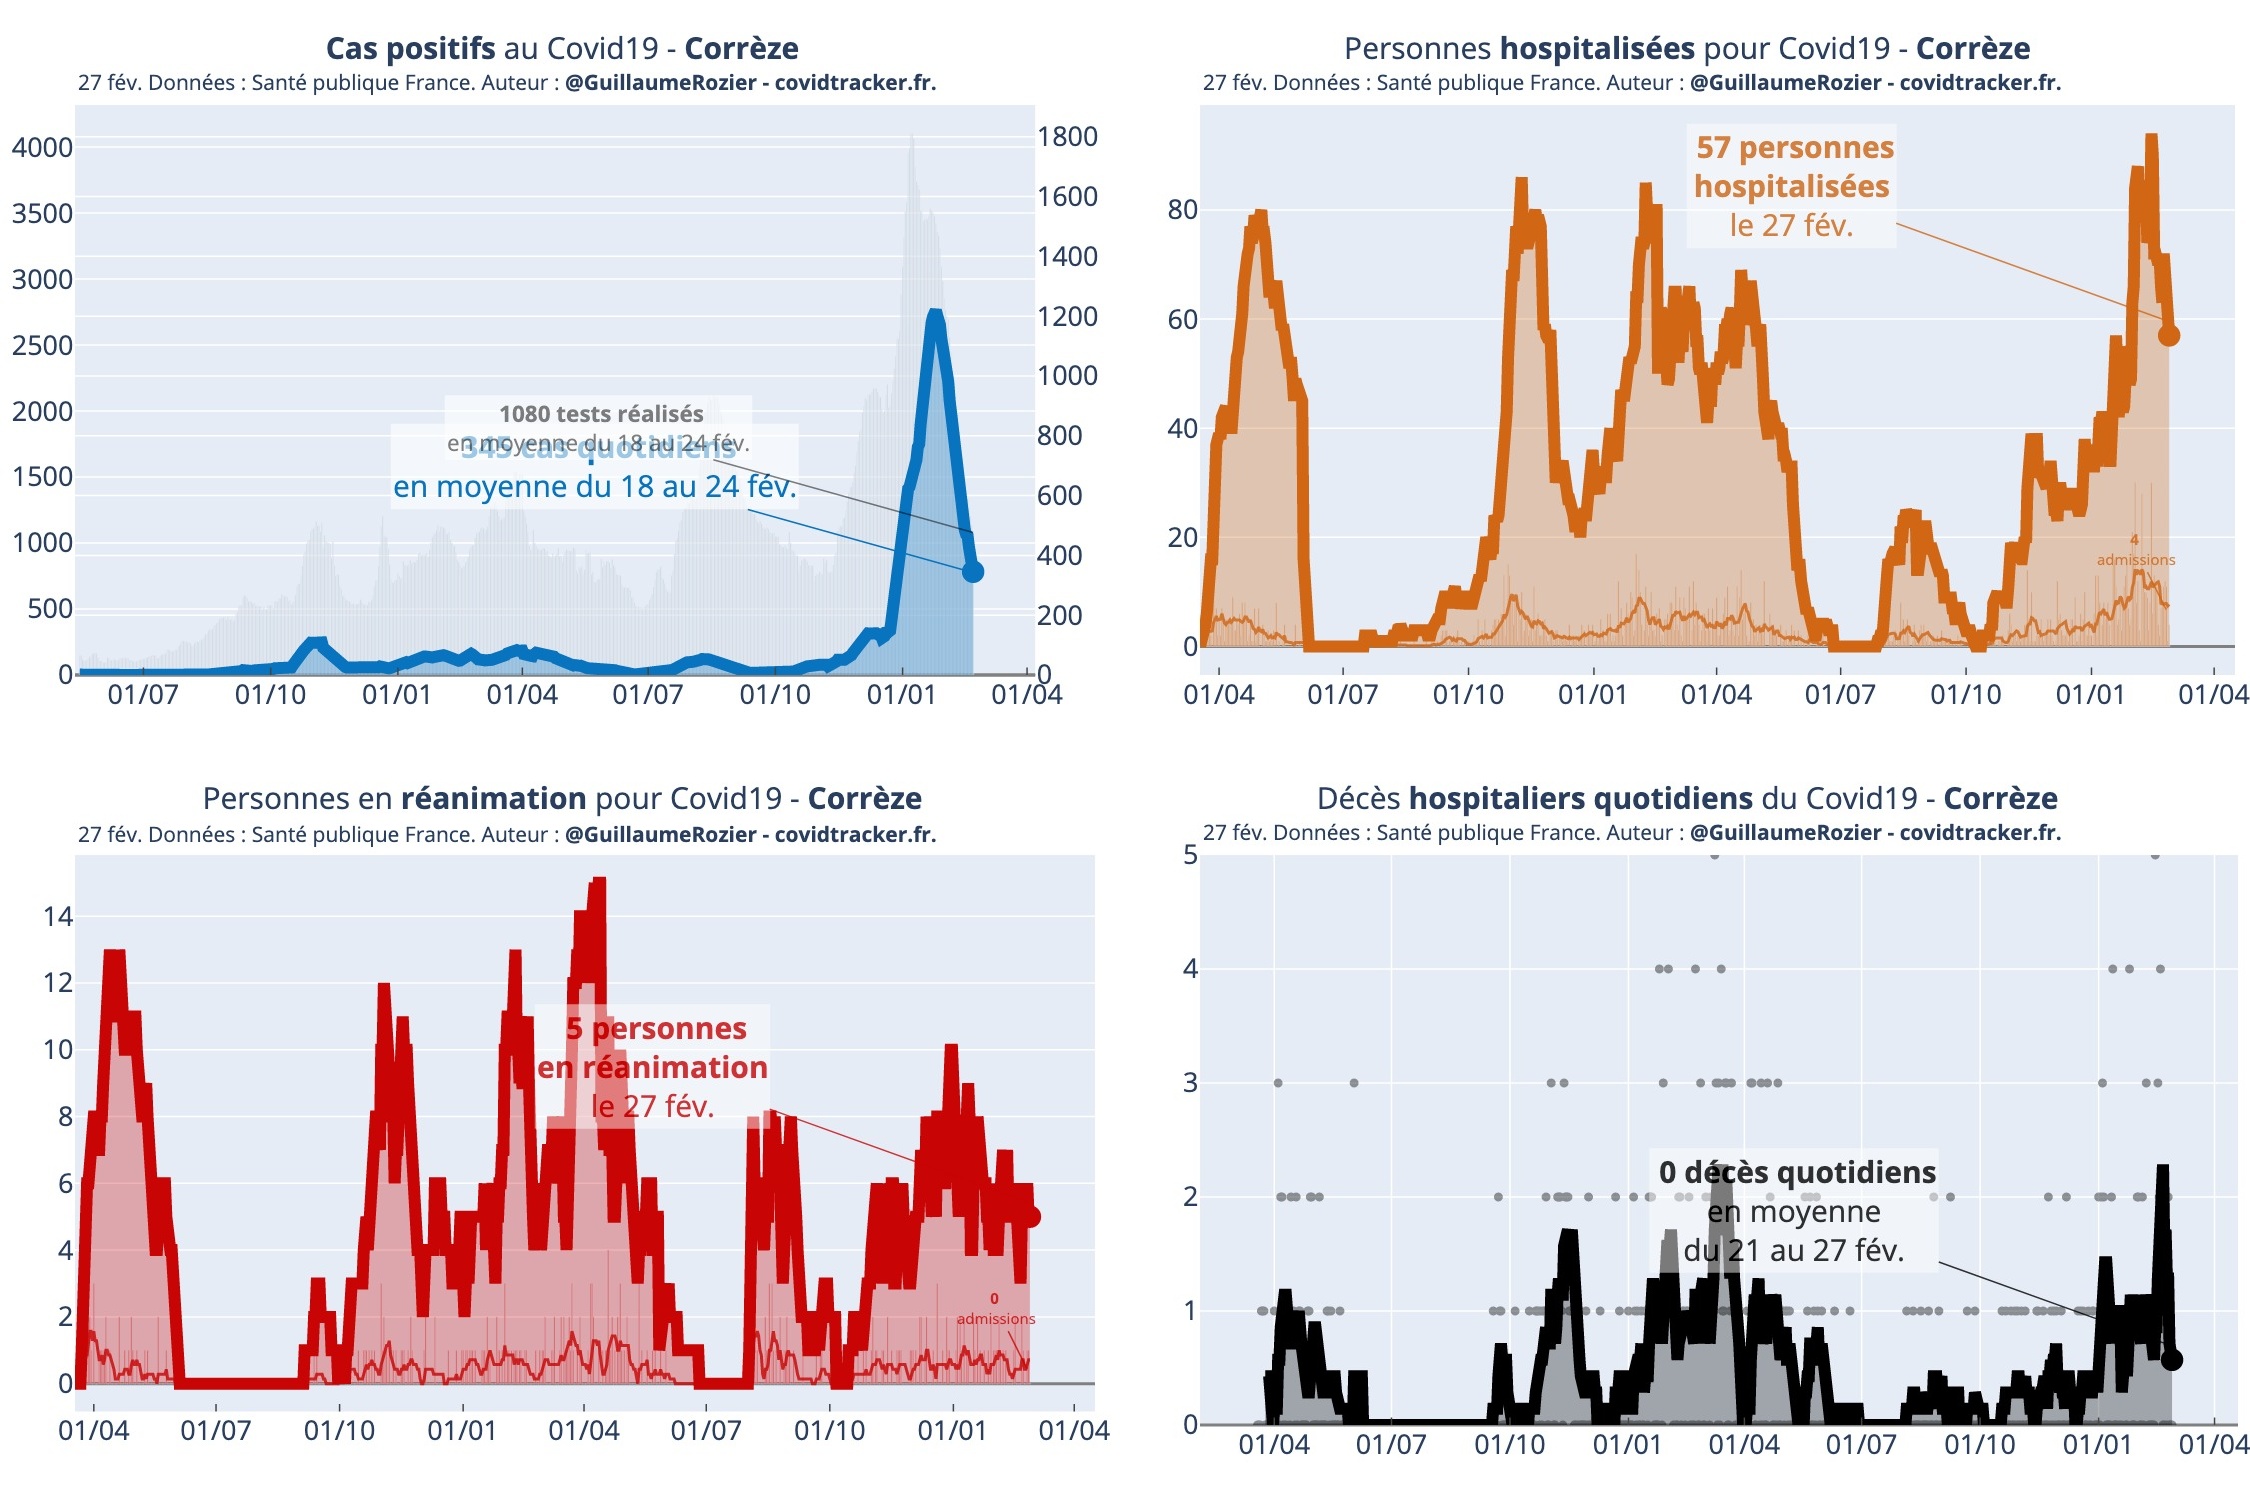 Cas positifs au Covid19 - Corrèze
27 fév. Données : Santé publique France. Auteur : @GuillaumeRozier - covidtracker.fr.
4000
3500
3000
2500
2000
1500
1000
500
0
1800
1600
1400
1200
1000
800
600
400
200
0
1080 tests réalisés
en moyenne du 18 au 24 fév.
345 cas quotidiens
en moyenne du 18 au 24 fév.
01/07 01/10 01/01 01/04 01/07 01/10 01/01 01/04
Personnes hospitalisées pour Covid19 - Corrèze
27 fév. Données : Santé publique France. Auteur : @GuillaumeRozier - covidtracker.fr.
80
60
40
20
0
57 personnes
hospitalisées
le 27 fév.
4
admissions
01/04 01/07 01/10 01/01 01/04 01/07 01/10 01/01 01/04
Personnes en réanimation pour Covid19 - Corrèze
27 fév. Données : Santé publique France. Auteur : @GuillaumeRozier - covidtracker.fr.
14
12
10
8
6
4
2
0
5 personnes
en réanimation
le 27 fév.
0
admissions
01/04 01/07 01/10 01/01 01/04 01/07 01/10 01/01 01/04
Décès hospitaliers quotidiens du Covid19 - Corrèze
27 fév. Données : Santé publique France. Auteur : @GuillaumeRozier - covidtracker.fr.
5
4
3
2
1
0
0 décès quotidiens
en moyenne
du 21 au 27 fév.
01/04 01/07 01/10 01/01 01/04 01/07 01/10 01/01 01/04